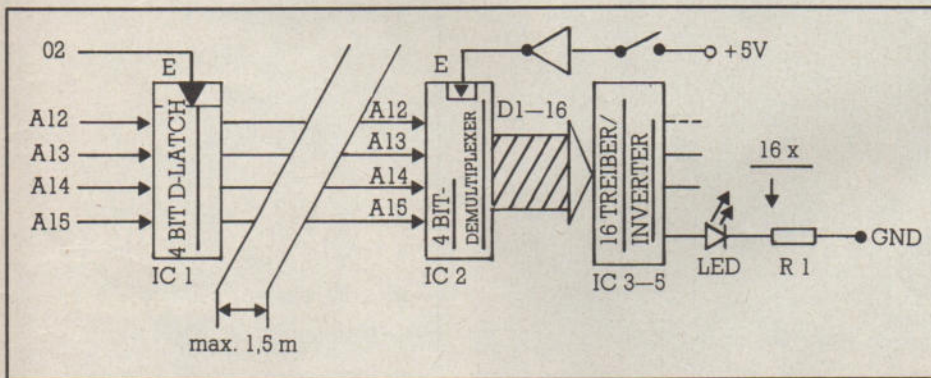 02
E
A12
A13
A14
A15
4 BIT D-LATCH
IC 1
max. 1,5 m
A12
A13
A14
A15
E
4 BIT-
DEMULTIPLEXER
IC 2
D1—16
16 TREIBER/
INVERTER
IC 3—5
+5V
16 x
LED
R 1
GND